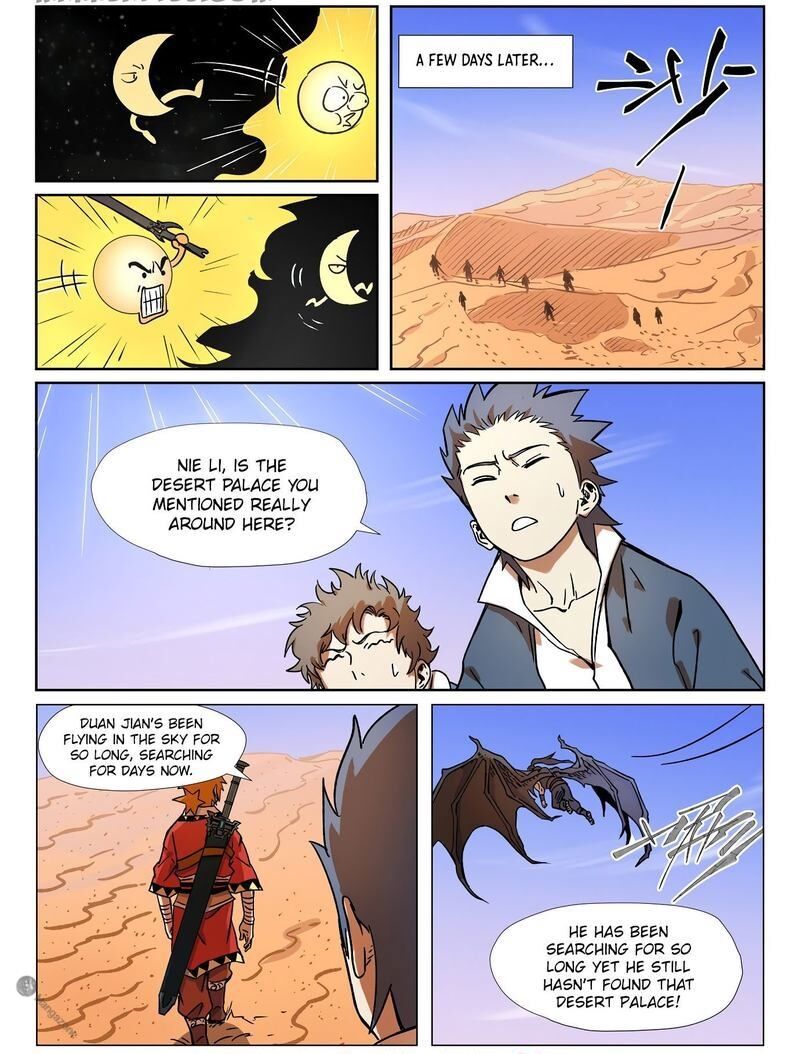 A FEW DAYS LATER...
NIE LI, IS THE
DESERT PALACE YOU
MENTIONED REALLY
AROUND HERE?
DUAN JIAN'S BEEN
FLYING IN THE SKY FOR
SO LONG, SEARCHING
FOR DAYS NOW.
HE HAS BEEN
SEARCHING FOR SO
LONG YET HE STILL
HASN'T FOUND THAT
DESERT PALACE!